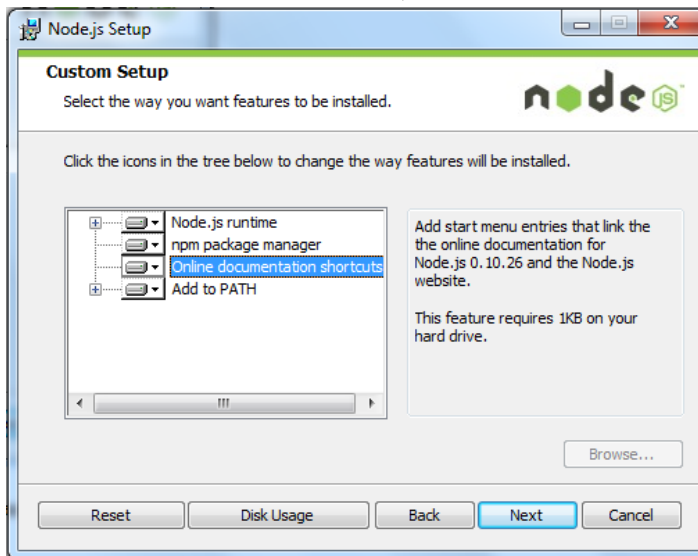 Node.js Setup
Custom Setup
Select the way you want features to be installed.
node JS
Click the icons in the tree below to change the way features will be installed.
Node.js runtime
npm package manager
Online documentation shortcuts
Add to PATH
Add start menu entries that link the
the online documentation for
Node.js 0.10.26 and the Node.js
website.
This feature requires 1KB on your
hard drive.
Browse...
Reset
Disk Usage
Back
Next
Cancel